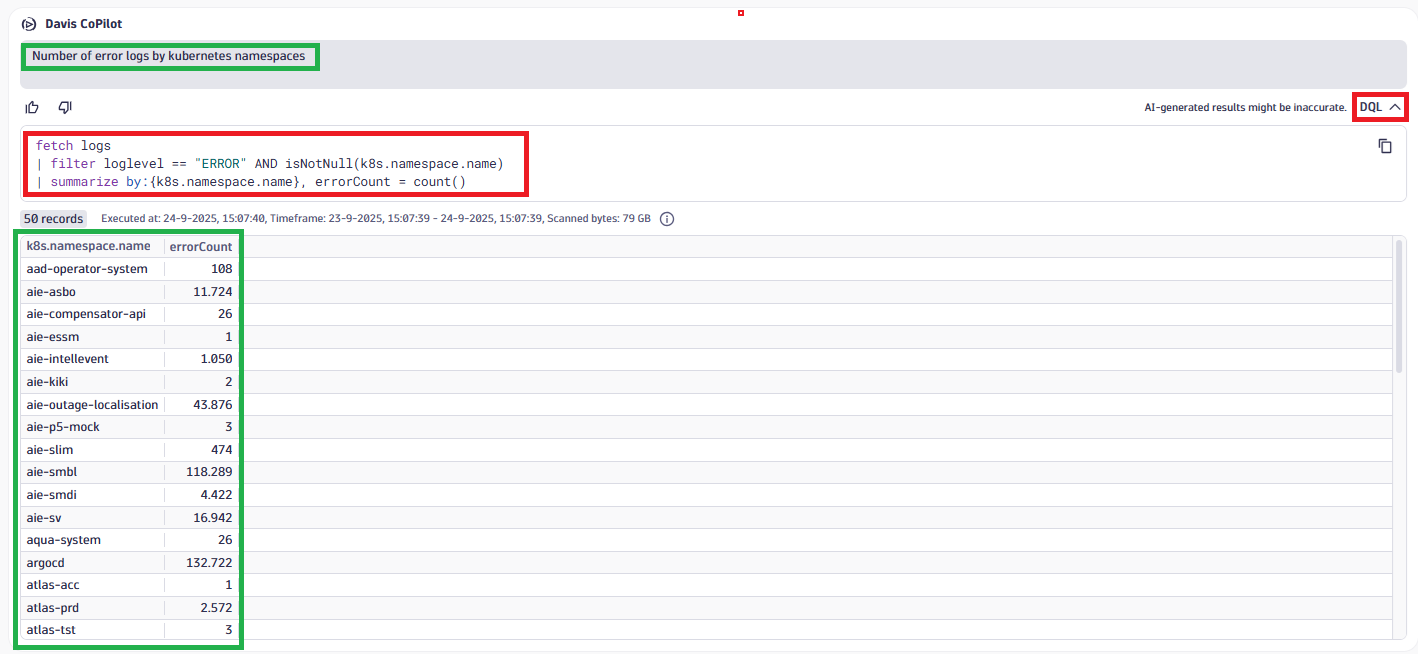 Davis CoPilot
Number of error logs by kubernetes namespaces
AI-generated results might be inaccurate. DQL
fetch logs
| filter loglevel == "ERROR" AND isNotNull(k8s.namespace.name)
| summarize by:{k8s.namespace.name}, errorCount = count()
50 records Executed at: 24-9-2025, 15:07:40, Timeframe: 23-9-2025, 15:07:39 - 24-9-2025, 15:07:39, Scanned bytes: 79 GB
k8s.namespace.name errorCount
aad-operator-system 108
aie-asbo 11.724
aie-compensator-api 26
aie-essm 1
aie-intellevent 1.050
aie-kiki 2
aie-outage-localisation 43.876
aie-p5-mock 3
aie-slim 474
aie-smbl 118.289
aie-smdi 4.422
aie-sv 16.942
aqua-system 26
argocd 132.722
atlas-acc 1
atlas-prd 2.572
atlas-tst 3